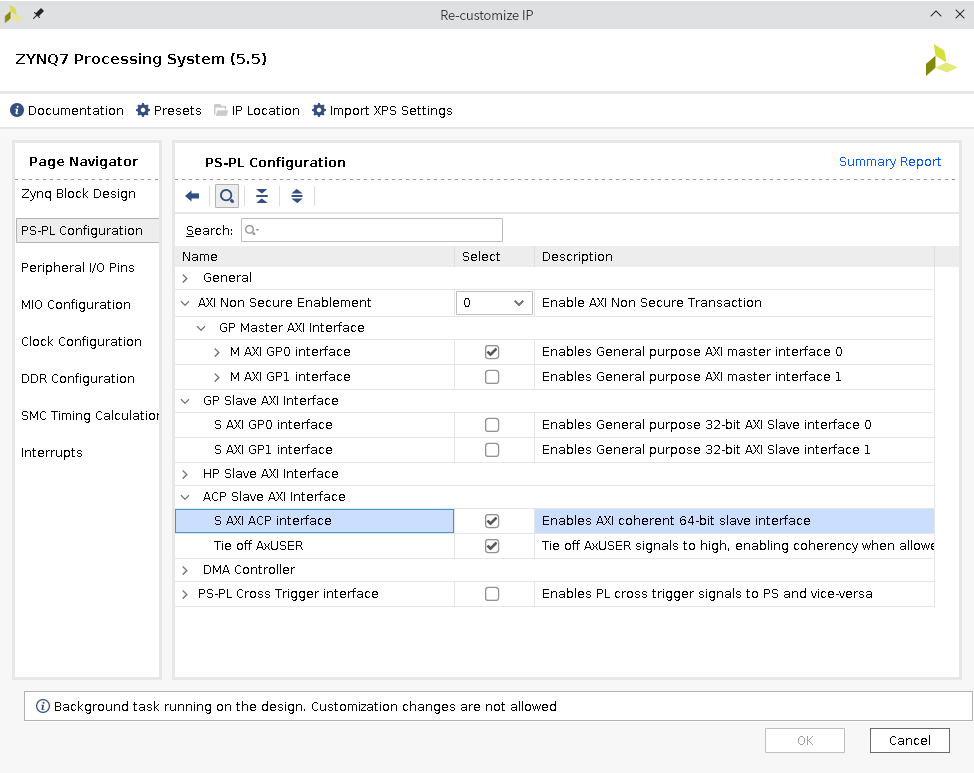 Re-customize IP
ZYNQ7 Processing System (5.5)
Documentation Presets IP Location Import XPS Settings
Page Navigator
Zynq Block Design
PS-PL Configuration
Peripheral I/O Pins
MIO Configuration
Clock Configuration
DDR Configuration
SMC Timing Calculation
Interrupts
PS-PL Configuration Summary Report
Search:
Name Select Description
General
AXI Non Secure Enablement 0 Enable AXI Non Secure Transaction
GP Master AXI Interface
M AXI GP0 interface Enables General purpose AXI master interface 0
M AXI GP1 interface Enables General purpose AXI master interface 1
GP Slave AXI Interface
S AXI GP0 interface Enables General purpose 32-bit AXI Slave interface 0
S AXI GP1 interface Enables General purpose 32-bit AXI Slave interface 1
HP Slave AXI Interface
ACP Slave AXI Interface
S AXI ACP interface Enables AXI coherent 64-bit slave interface
Tie off AxUSER Tie off AxUSER signals to high, enabling coherency when allowe
DMA Controller
PS-PL Cross Trigger interface Enables PL cross trigger signals to PS and vice-versa
Background task running on the design. Customization changes are not allowed
OK Cancel